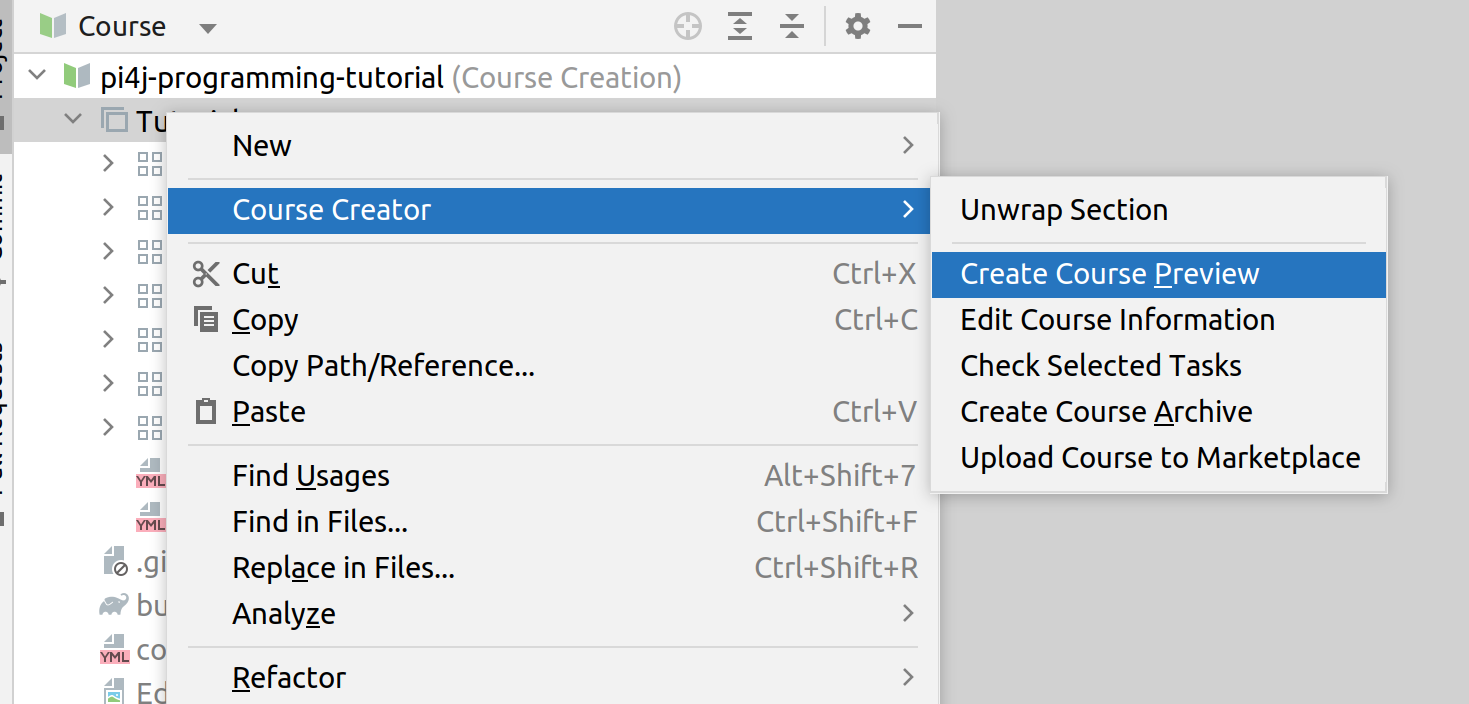 Course
pi4j-programming-tutorial (Course Creation)
New
Course Creator
Unwrap Section
Create Course Preview
Cut Ctrl+X
Edit Course Information
Copy Ctrl+C
Check Selected Tasks
Copy Path/Reference...
Create Course Archive
Paste Ctrl+V
Upload Course to Marketplace
Find Usages Alt+Shift+7
YML
Find in Files... Ctrl+Shift+F
YML
Replace in Files... Ctrl+Shift+R
.gi
Analyze
bu
YML co
Refactor
Ed